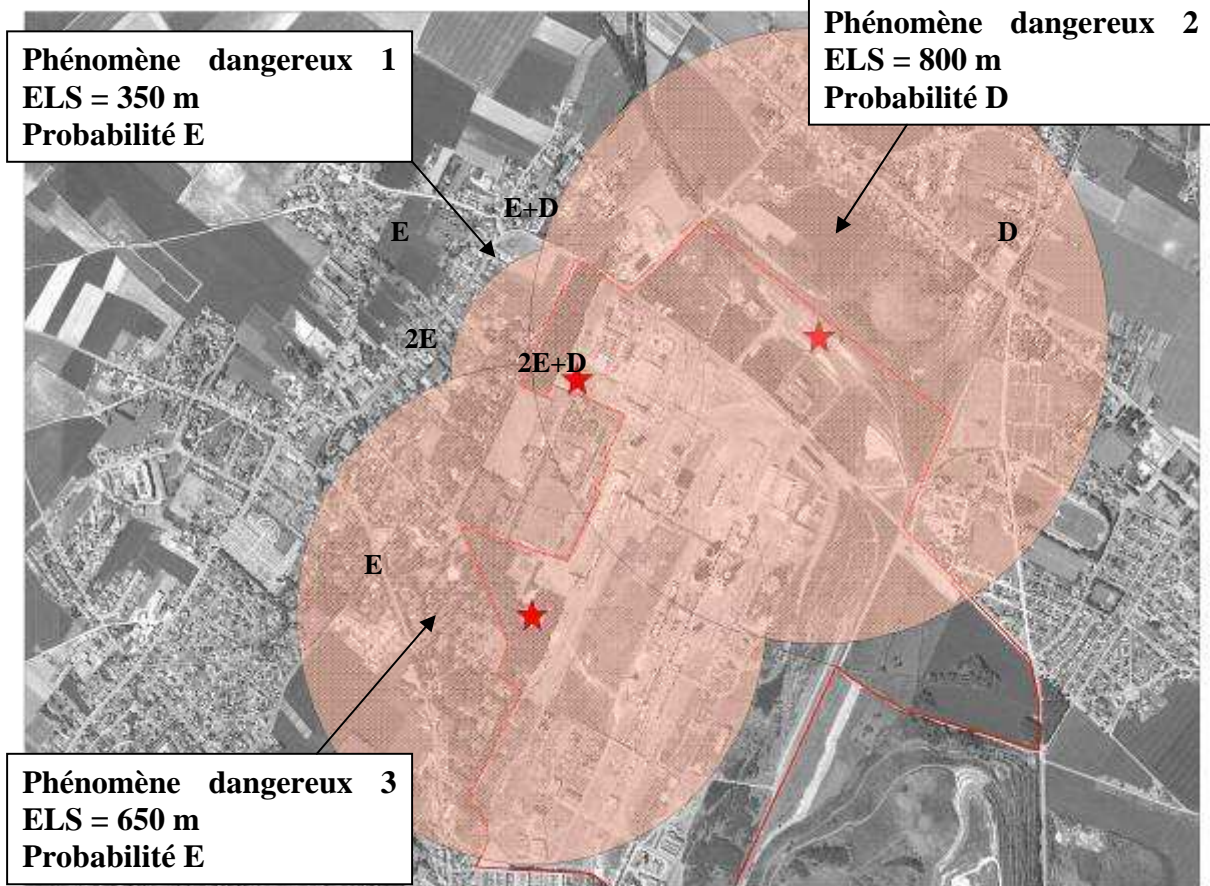 Phénomène dangereux 1
ELS = 350 m
Probabilité E
Phénomène dangereux 2
ELS = 800 m
Probabilité D
E+D
E
D
2E
2E+D
E
Phénomène dangereux 3
ELS = 650 m
Probabilité E